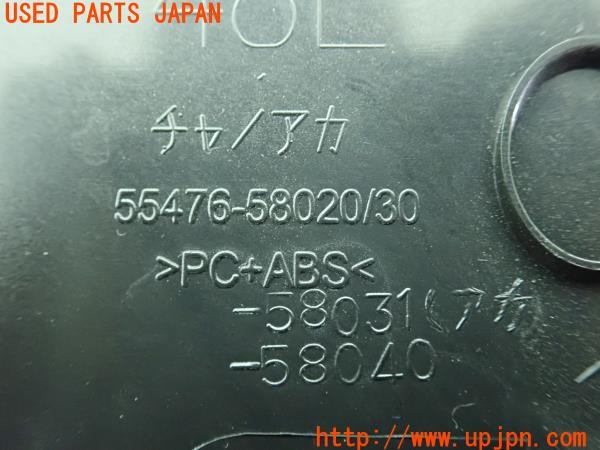 USED PARTS JAPAN
チャ/アカ
55476-58020/30
>PC+ABS<
-58031(アカ
-58040
http://www.upjpn.com/